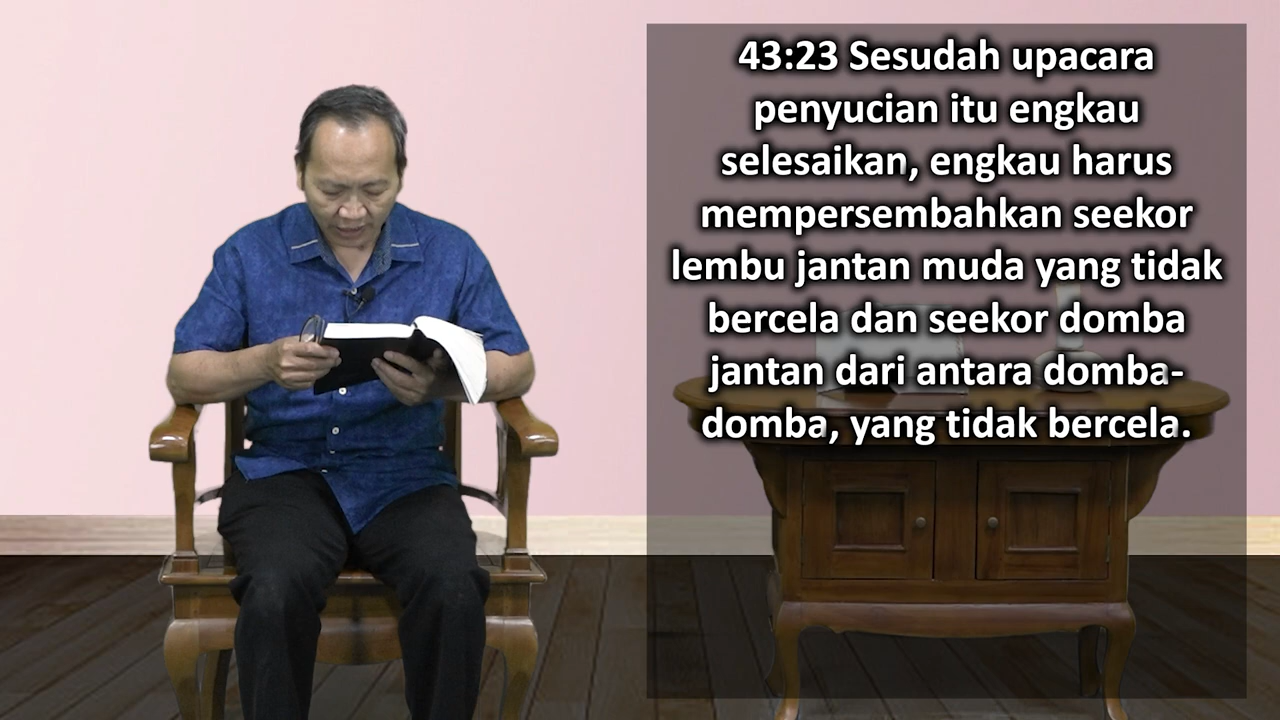 43:23 Sesudah upacara
penyucian itu engkau
selesaikan, engkau harus
mempersembahkan seekor
lembu jantan muda yang tidak
bercela dan seekor domba
jantan dari antara domba-
domba, yang tidak bercela.